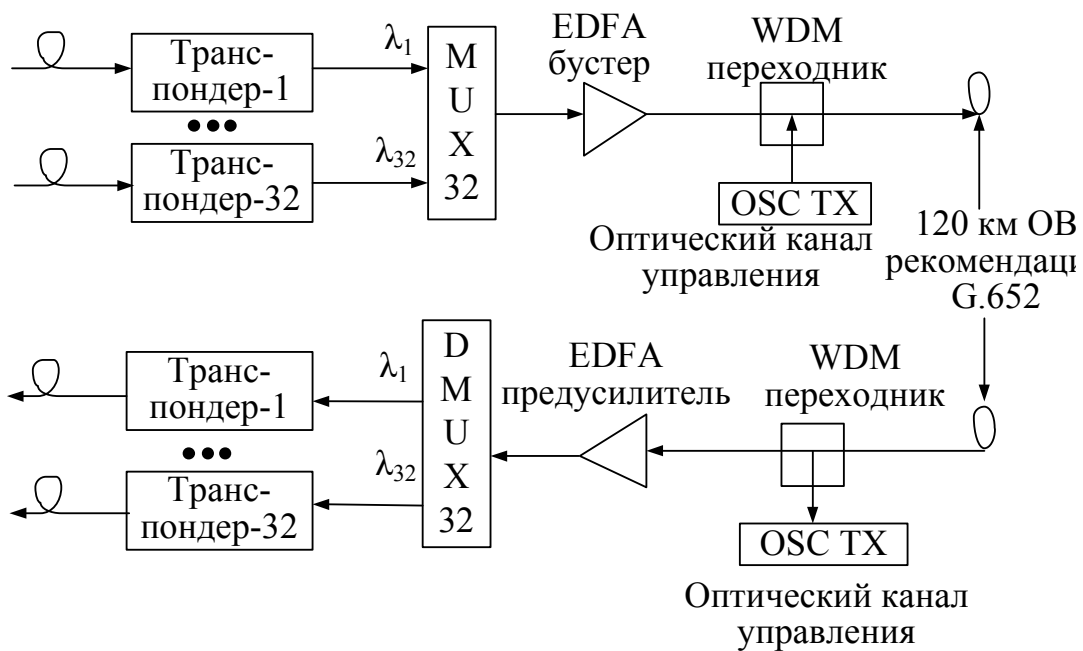 Транс-
пондер-1
λ1
Транс-
пондер-32
λ32
M
U
X
32
EDFA
бустер
WDM
переходник
OSC TX
Оптический канал
управления
120 км ОВ
рекомендаци
G.652
Транс-
пондер-1
λ1
Транс-
пондер-32
λ32
D
M
U
X
32
EDFA
предусилитель
WDM
переходник
OSC TX
Оптический канал
управления